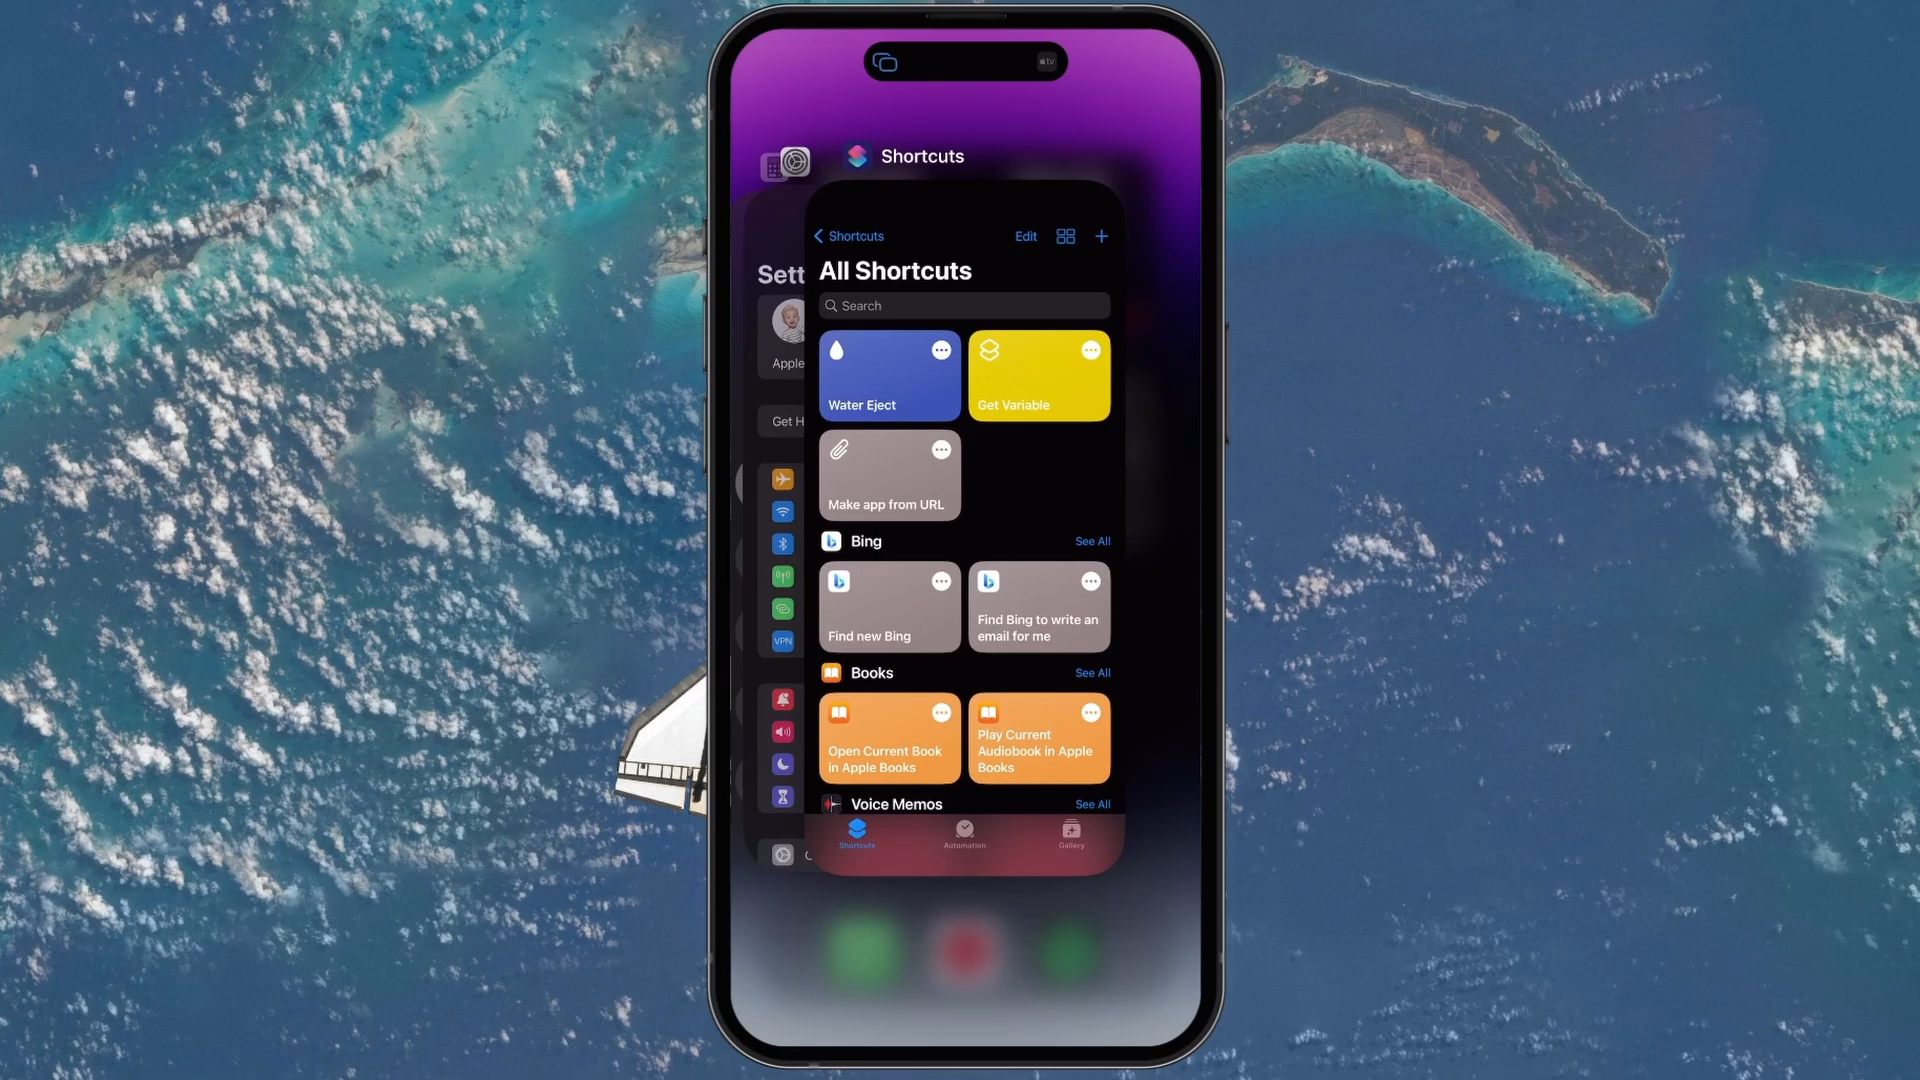 tv
Shortcuts
Shortcuts
Edit
Sett
All Shortcuts
Search
Apple
Water Eject
Get Variable
Get H
Make app from URL
Bing
See All
Find new Bing
Find Bing to write an
email for me
VPN
Books
See All
Open Current Book
in Apple Books
Play Current
Audiobook in Apple
Books
Voice Memos
See All
Shortcuts
Automation
Gallery